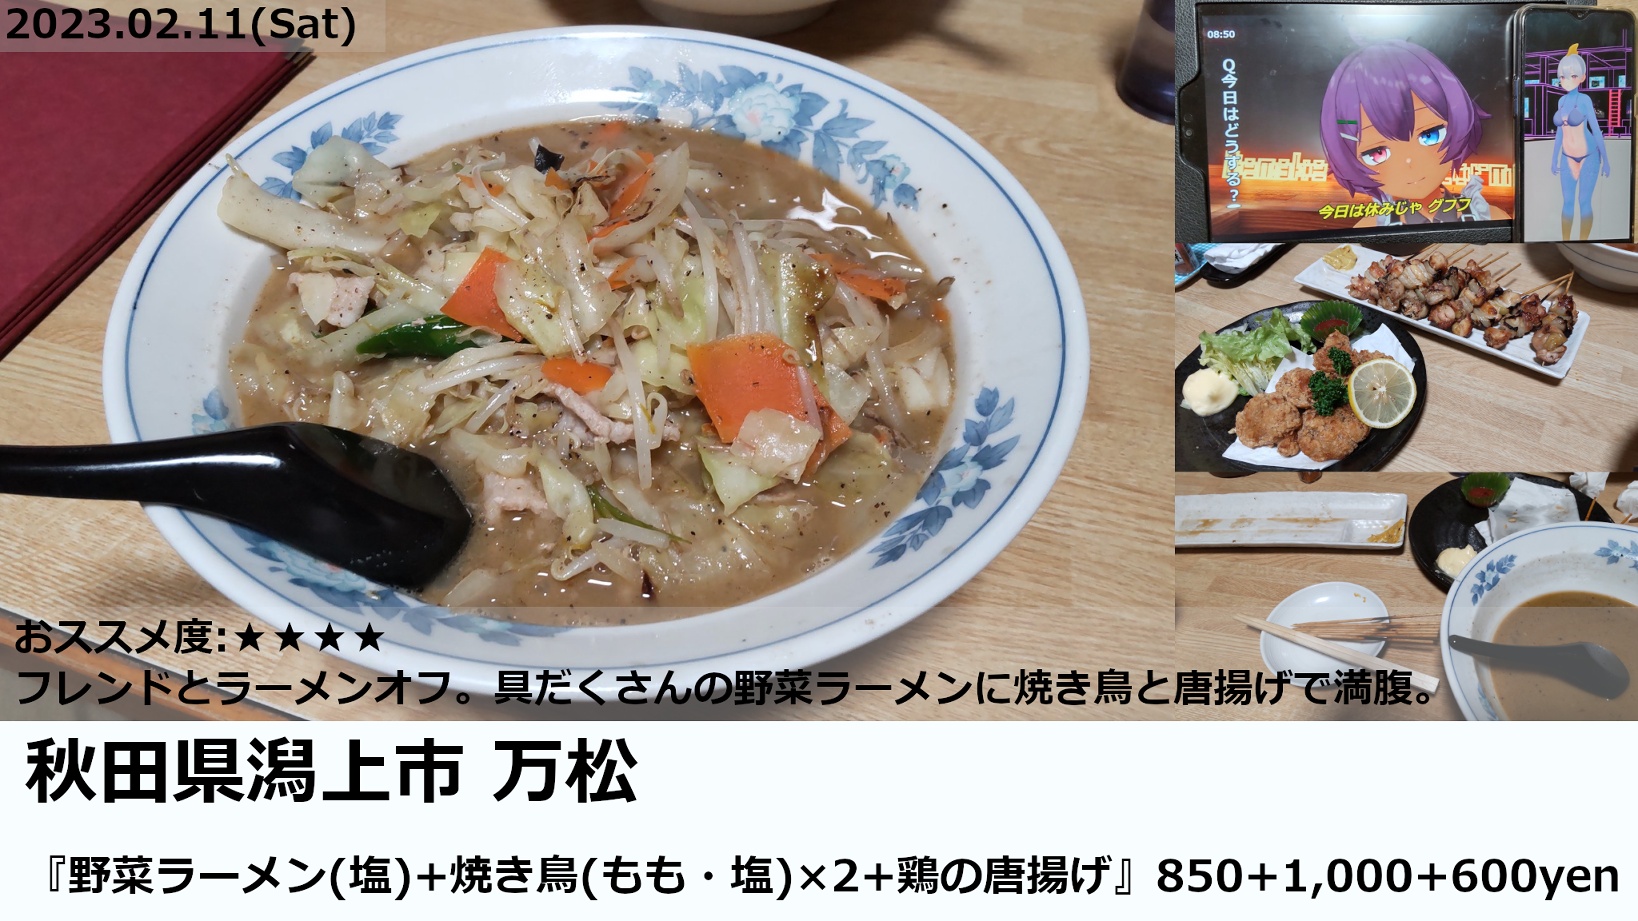 2023.02.11(Sat)
08:50
Q今日はどうする?
今日は休みじゃ グフフ
おススメ度:★★★★
フレンドとラーメンオフ。具だくさんの野菜ラーメンに焼き鳥と唐揚げで満腹。
秋田県潟上市 万松
『野菜ラーメン(塩)+焼き鳥(もも・塩)×2+鶏の唐揚げ』850+1,000+600yen